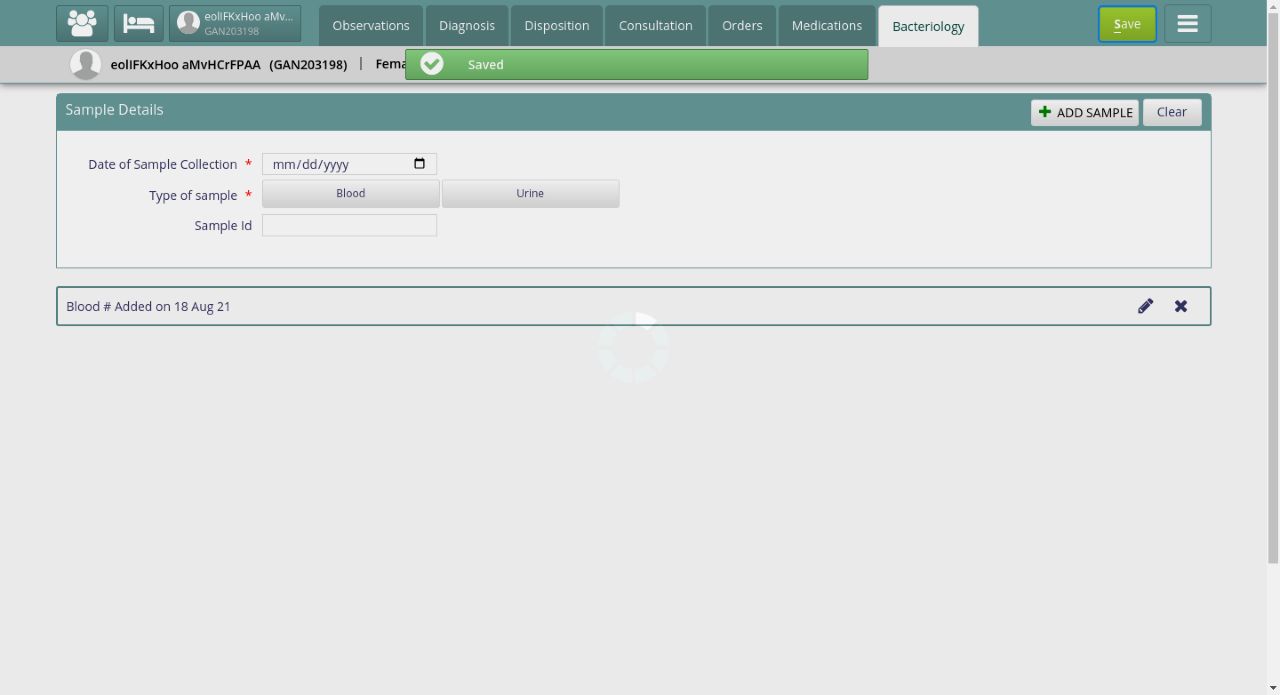 eolIFKxHoo aMv...
GAN203198
Observations
Diagnosis
Disposition
Consultation
Orders
Medications
Bacteriology
Save
eolIFKxHoo aMvHCrFPAA (GAN203198) | Fema
Saved
Sample Details
ADD SAMPLE
Clear
Date of Sample Collection *
mm/dd/yyyy
Type of sample *
Blood
Urine
Sample Id
Blood # Added on 18 Aug 21